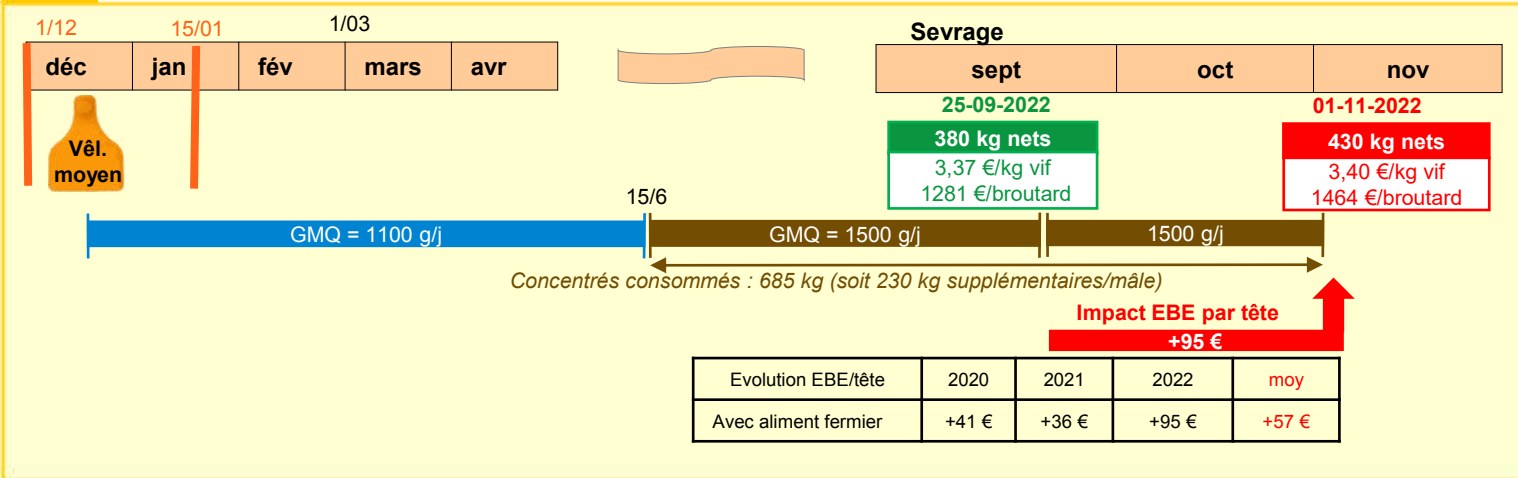 1/12
15/01
1/03
déc
jan
fév
mars
avr
Sevrage
sept
oct
nov
Vêl.
moyen
25-09-2022
380 kg nets
3,37 €/kg vif
1281 €/broutard
01-11-2022
430 kg nets
3,40 €/kg vif
1464 €/broutard
15/6
GMQ = 1100 g/j
GMQ = 1500 g/j
1500 g/j
Concentrés consommés : 685 kg (soit 230 kg supplémentaires/mâle)
Impact EBE par tête
+95 €
Evolution EBE/tête 2020 2021 2022 moy
Avec aliment fermier +41 € +36 € +95 € +57 €